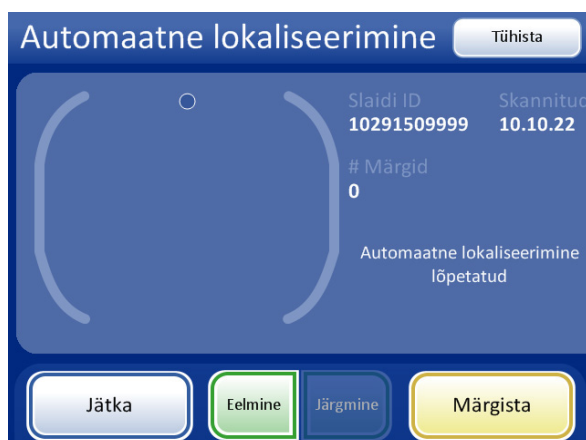 Automaatne lokaliseerimine
Tühista
Slaidi ID
Skannitud
10291509999
10.10.22
# Märgid
0
Automaatne lokaliseerimine
lõpetatud
Jätka
Eelmine
Järgmine
Märgista